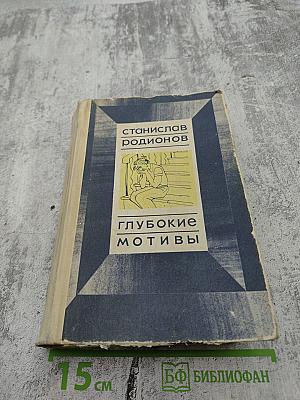 станислав
родионов
глубокие
мотивы
15 см
БФ БИБЛИОФАН